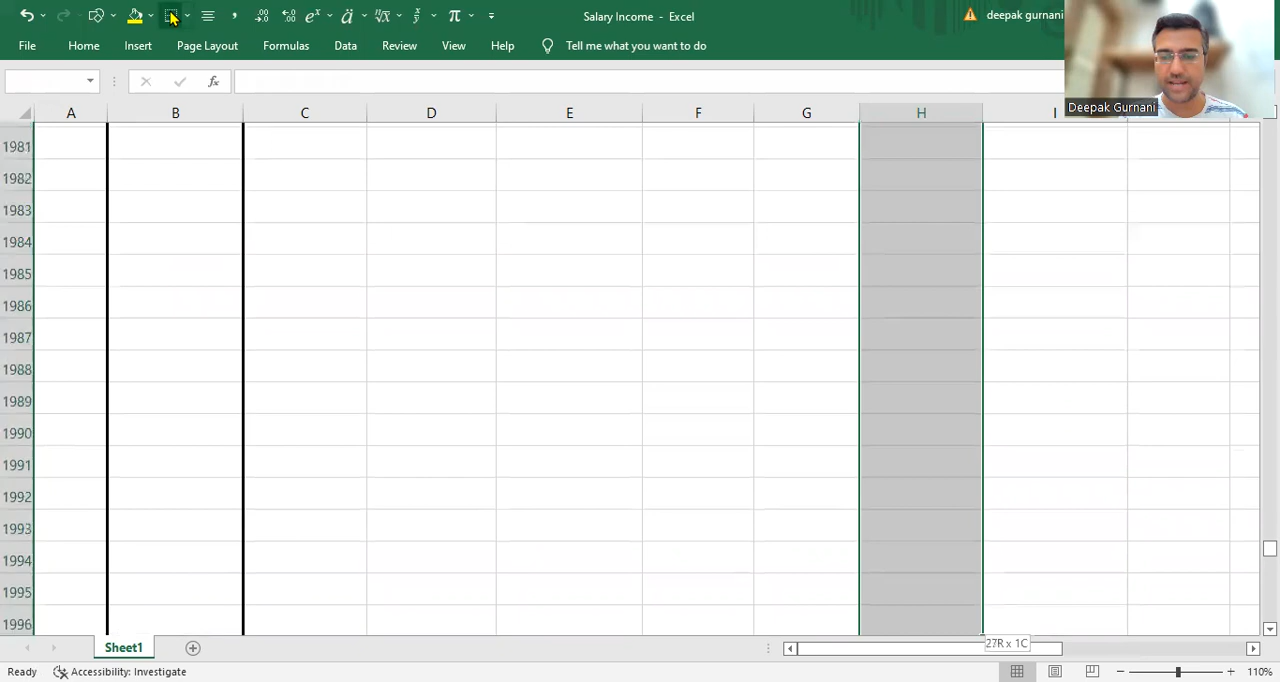 Salary Income - Excel
deepak gurnani
File Home Insert Page Layout Formulas Data Review View Help Tell me what you want to do
Deepak Gurnani
fx
A B C D E F G H I
1981
1982
1983
1984
1985
1986
1987
1988
1989
1990
1991
1992
1993
1994
1995
1996
27R x 1C
Sheet1
Ready Accessibility: Investigate 110%